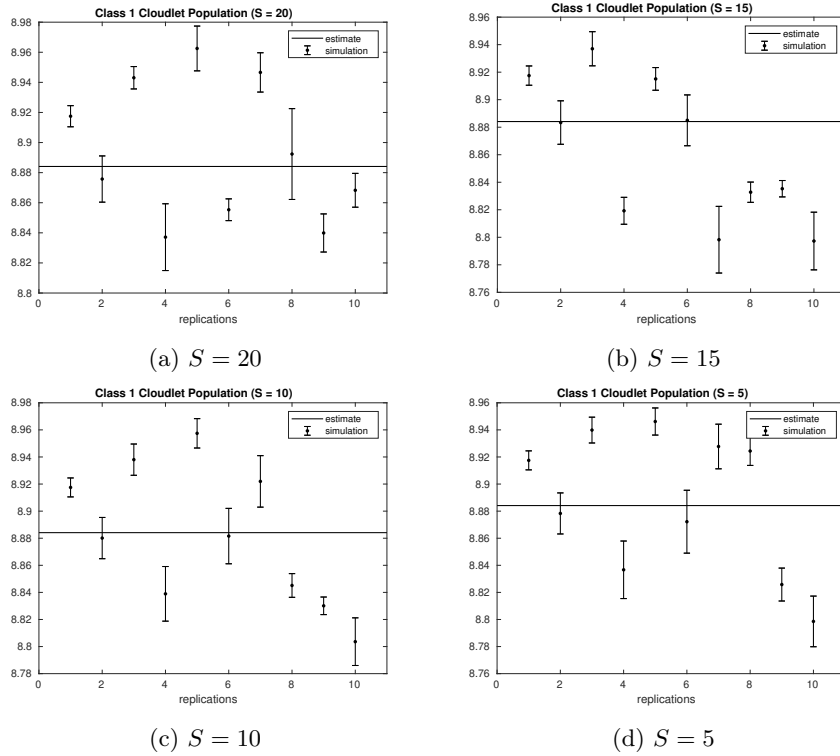 Class 1 Cloudlet Population (S = 20)
8.98
8.96
8.94
8.92
8.9
8.88
8.86
8.84
8.82
8.8
0 2 4 6 8 10
replications
estimate
simulation
(a) S = 20
Class 1 Cloudlet Population (S = 15)
8.96
8.94
8.92
8.9
8.88
8.86
8.84
8.82
8.8
8.78
8.76
0 2 4 6 8 10
replications
estimate
simulation
(b) S = 15
Class 1 Cloudlet Population (S = 10)
8.98
8.96
8.94
8.92
8.9
8.88
8.86
8.84
8.82
8.8
8.78
0 2 4 6 8 10
replications
estimate
simulation
(c) S = 10
Class 1 Cloudlet Population (S = 5)
8.96
8.94
8.92
8.9
8.88
8.86
8.84
8.82
8.8
8.78
8.76
0 2 4 6 8 10
replications
estimate
simulation
(d) S = 5